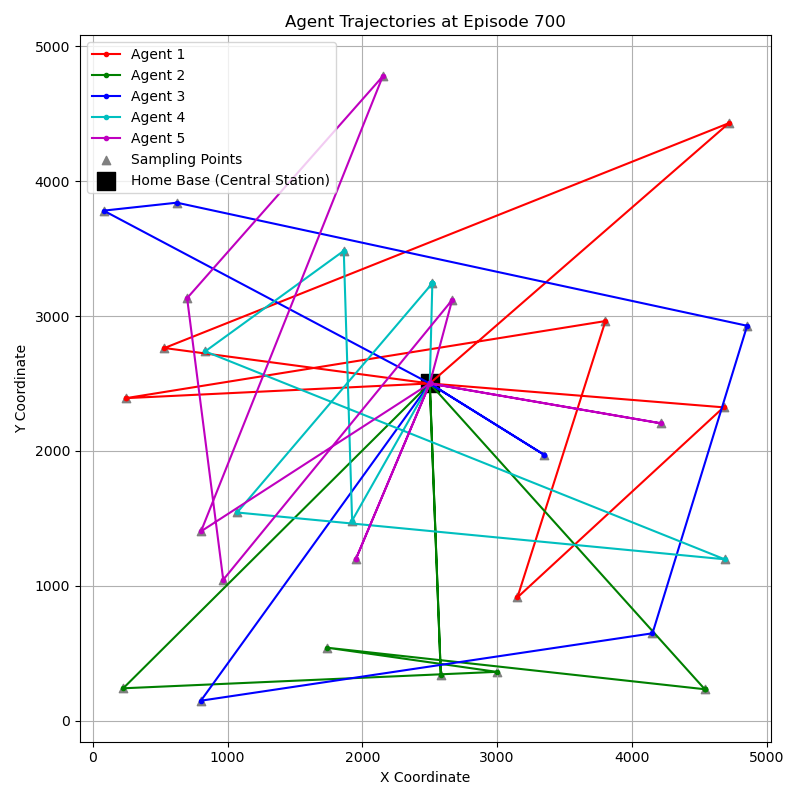 Agent Trajectories at Episode 700
Agent 1
Agent 2
Agent 3
Agent 4
Agent 5
Sampling Points
Home Base (Central Station)
5000
4000
3000
2000
1000
0
Y Coordinate
0 1000 2000 3000 4000 5000
X Coordinate